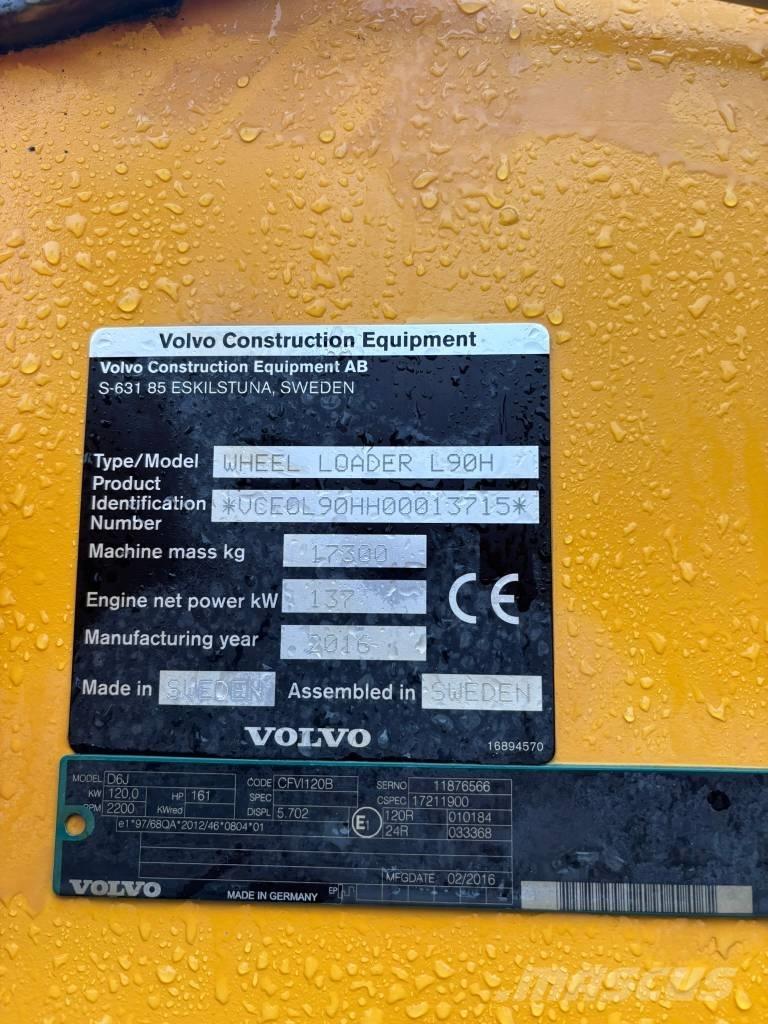 Volvo Construction Equipment
Volvo Construction Equipment AB
S-631 85 ESKILSTUNA, SWEDEN
Type/Model WHEEL LOADER L90H
Product
Identification *VCE0L90HH00013715*
Number
Machine mass kg 17300
Engine net power kW 137
CE
Manufacturing year 2016
Made in SWEDEN Assembled in SWEDEN
VOLVO
16894570
MODEL D6J CODE CFVI120B SERNO 11876566
KW 120,0 HP 161 SPEC CSPEC 17211900
RPM 2200 KWred DISPL 5.702 E1 120R 010184
e1*97/68QA*2012/46*0804*01 24R 033368
MFGDATE 02/2016
VOLVO MADE IN GERMANY EP
MASCUS